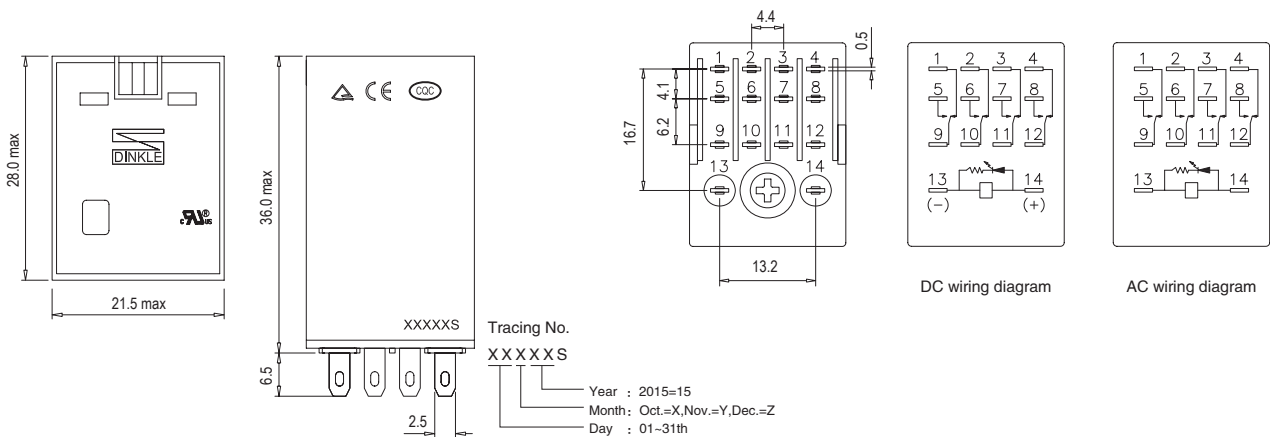 28.0 max
DINKLE
c RU ® us
21.5 max
36.0 max
CE
CQC
XXXXXS
6.5
2.5
Tracing No.
XXXXXS
Year : 2015=15
Month: Oct.=X,Nov.=Y,Dec.=Z
Day : 01~31th
4.4
0.5
16.7
4.1
6.2
1 2 3 4
5 6 7 8
9 10 11 12
13 14
13.2
1 2 3 4
5 6 7 8
9 10 11 12
13 14
(-) (+)
DC wiring diagram
1 2 3 4
5 6 7 8
9 10 11 12
13 14
AC wiring diagram